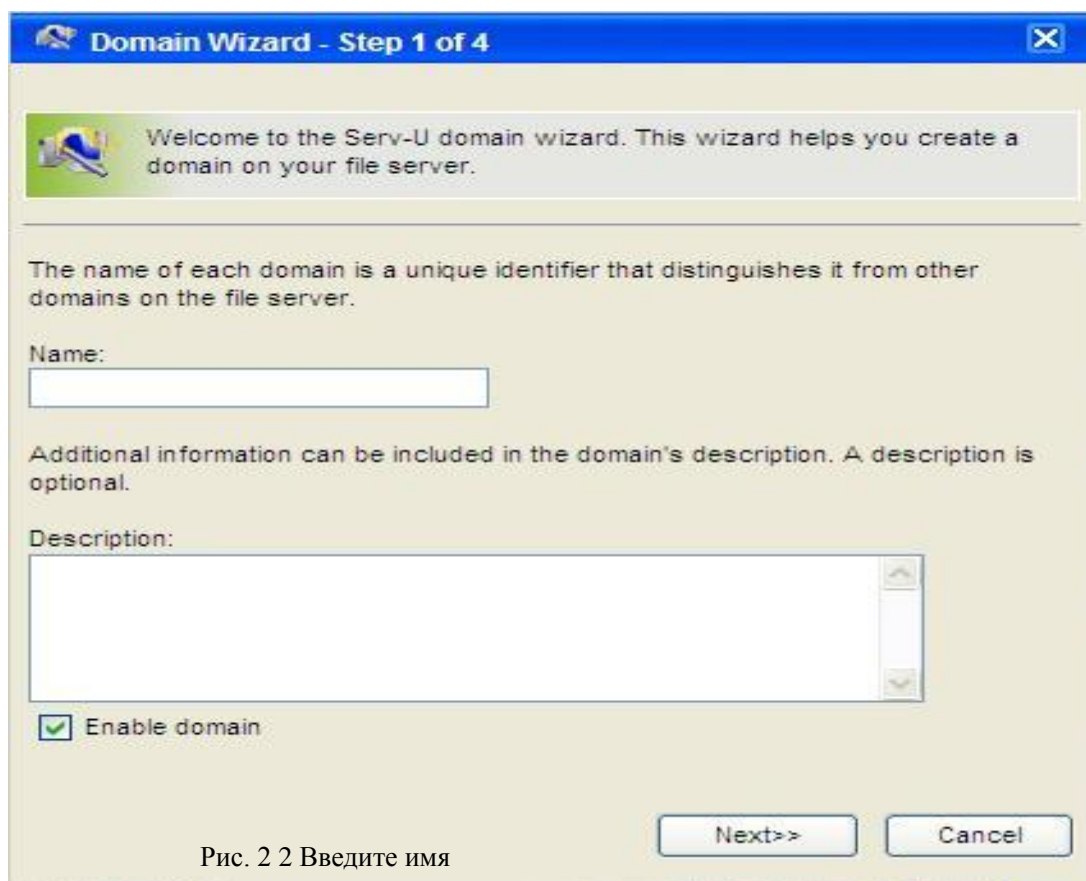 Domain Wizard - Step 1 of 4
Welcome to the Serv-U domain wizard. This wizard helps you create a
domain on your file server.
The name of each domain is a unique identifier that distinguishes it from other
domains on the file server.
Name:
Additional information can be included in the domain's description. A description is
optional.
Description:
Enable domain
Next>>
Cancel
Рис. 2 2 Введите имя